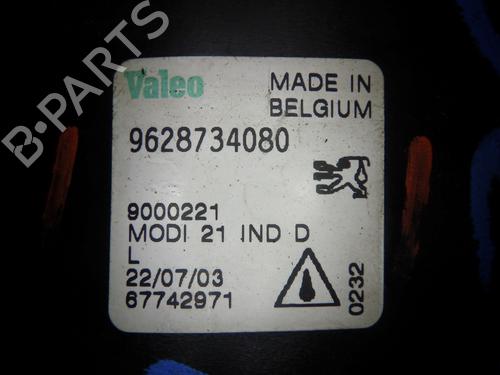 Valeo
MADE IN
BELGIUM
9628734080
9000221
MODI 21 IND D
L
22/07/03
67742971
0232
B-PARTS